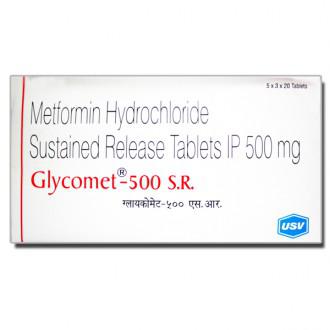 5 x 3 x 20 Tablets
Metformin Hydrochloride
Sustained Release Tablets IP 500 mg
Glycomet®-500 S.R.
ग्लायकोमेट-५०० एस.आर.
USV